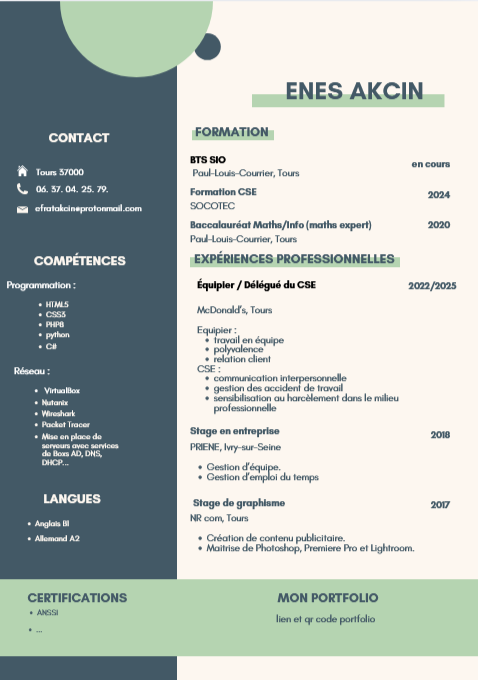 ENES AKCIN
CONTACT
Tours 37000
06. 37. 04. 25. 79.
efratakcin@protonmail.com
COMPÉTENCES
Programmation :
• HTML5
• CSS3
• PHP8
• python
• C#
Réseau :
• VirtualBox
• Nutanix
• Wireshark
• Packet Tracer
• Mise en place de
serveurs avec services
de Boxs AD, DNS,
DHCP...
LANGUES
• Anglais B1
• Allemand A2
FORMATION
BTS SIO
en cours
Paul-Louis-Courrier, Tours
Formation CSE
2024
SOCOTEC
Baccalauréat Maths/Info (maths expert)
2020
Paul-Louis-Courrier, Tours
EXPÉRIENCES PROFESSIONNELLES
Équipier / Délégué du CSE
2022/2025
McDonald's, Tours
Equipier :
• travail en équipe
• polyvalence
• relation client
CSE :
• communication interpersonnelle
• gestion des accident de travail
• sensibilisation au harcèlement dans le milieu
professionnelle
Stage en entreprise
2018
PRIENE, Ivry-sur-Seine
• Gestion d'équipe.
• Gestion d'emploi du temps
Stage de graphisme
2017
NR com, Tours
• Création de contenu publicitaire.
• Maitrise de Photoshop, Premiere Pro et Lightroom.
CERTIFICATIONS
• ANSSI
• ...
MON PORTFOLIO
lien et qr code portfolio